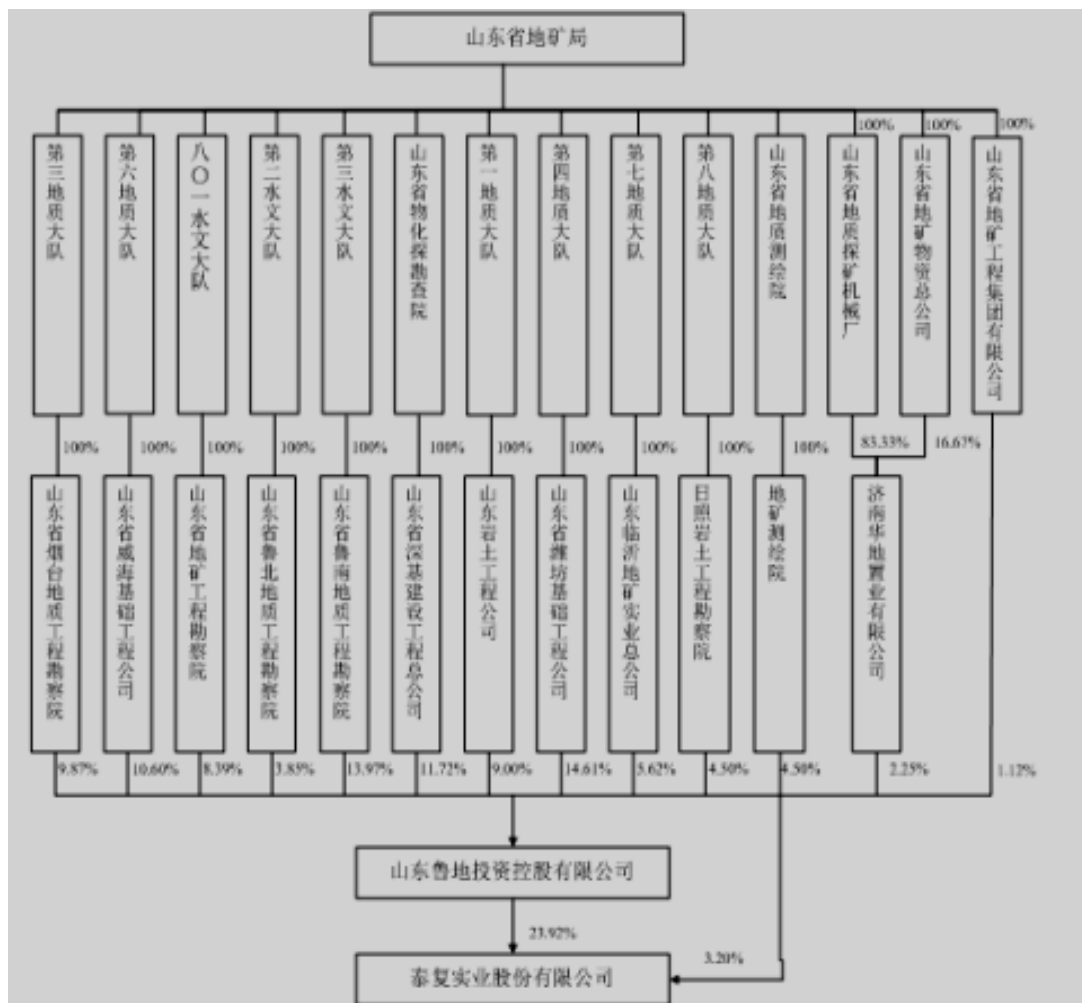 山东省地矿局
100%
100%
100%
第三地质大队
第六地质大队
八〇一水文大队
第二水文大队
第三水文大队
山东省物化探勘查院
第一地质大队
第四地质大队
第七地质大队
第八地质大队
山东省地质测绘院
山东省地质探矿机械厂
山东省地矿物资总公司
山东省地矿工程集团有限公司
100%
100%
100%
100%
100%
100%
100%
100%
100%
100%
100%
83.33%
16.67%
山东省烟台地质工程勘察院
山东省威海基础工程公司
山东省地矿工程勘察院
山东省鲁北地质工程勘察院
山东省鲁南地质工程勘察院
山东省深基建设工程总公司
山东岩土工程公司
山东省潍坊基础工程公司
山东临沂地矿实业总公司
日照岩土工程勘察院
地矿测绘院
济南华地置业有限公司
9.87%
10.60%
8.39%
3.85%
13.97%
11.72%
9.00%
14.61%
5.62%
4.50%
4.50%
2.25%
1.12%
山东鲁地投资控股有限公司
23.92%
3.20%
泰复实业股份有限公司